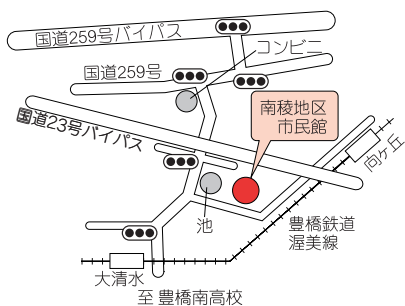 国道259号バイパス
コンビニ
国道259号
南稜地区
市民館
国道23号バイパス
向ヶ丘
池
豊橋鉄道
渥美線
大清水
至 豊橋南高校